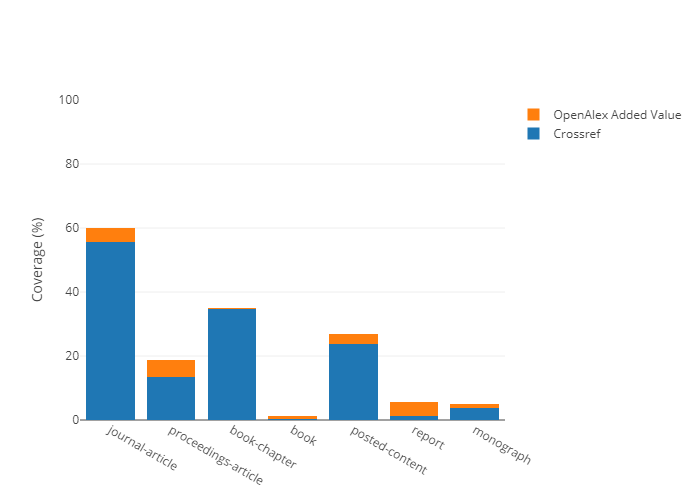 100
80
60
40
20
0
Coverage (%)
journal-article
proceedings-article
book-chapter
book
posted-content
report
monograph
OpenAlex Added Value
Crossref